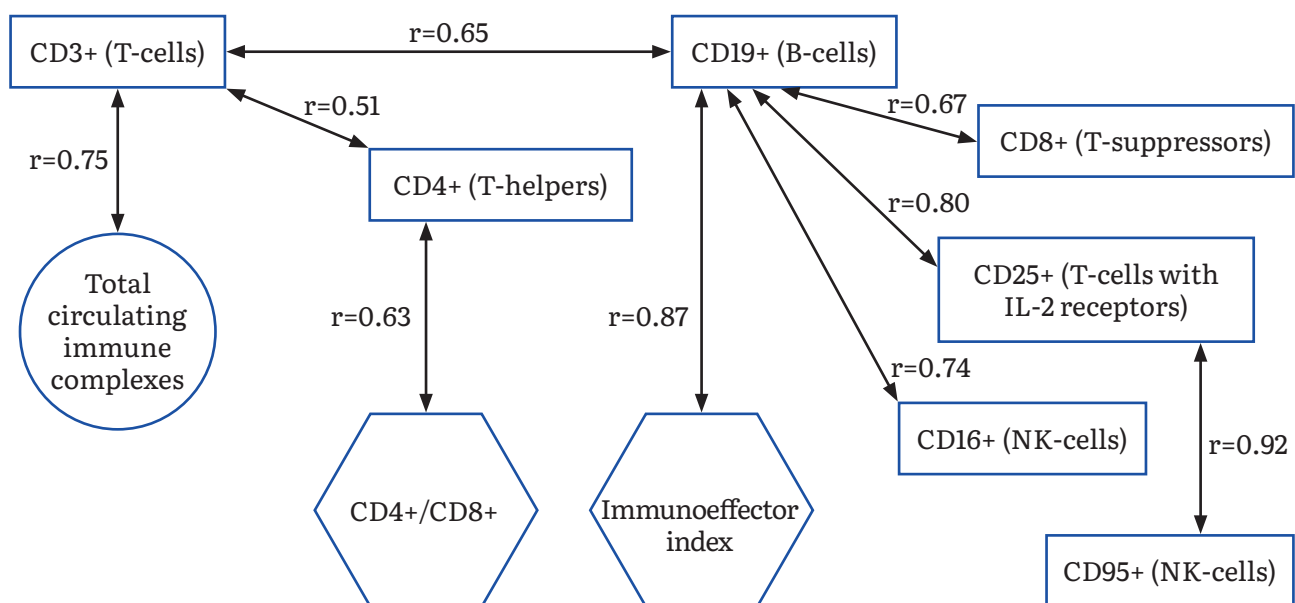 r=0.65
CD3+ (T-cells)
CD19+ (B-cells)
r=0.51
r=0.67
CD8+ (T-suppressors)
r=0.75
CD4+ (T-helpers)
r=0.80
Total
circulating
immune
complexes
CD25+ (T-cells with
IL-2 receptors)
r=0.63
r=0.87
r=0.74
CD16+ (NK-cells)
r=0.92
CD4+/CD8+
Immunoeffector
index
CD95+ (NK-cells)